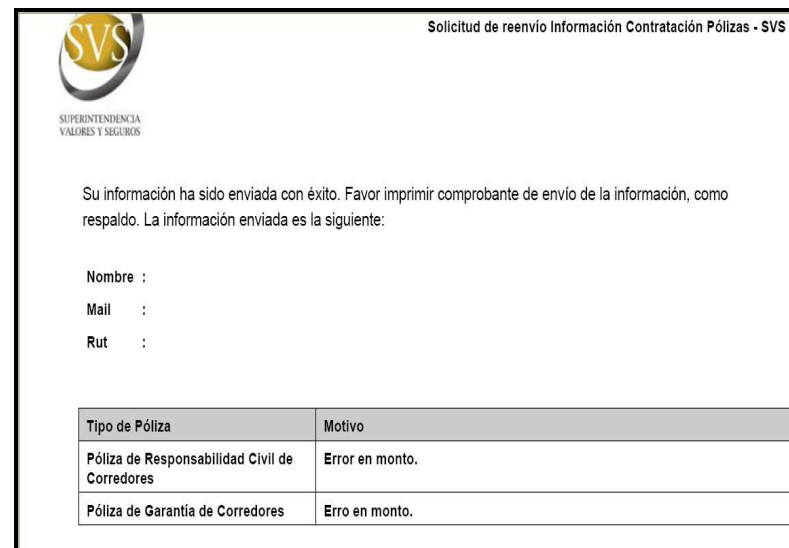 Solicitud de reenvío Información Contratación Pólizas - SVS
SVS
SUPERINTENDENCIA
VALORES Y SEGUROS
Su información ha sido enviada con éxito. Favor imprimir comprobante de envío de la información, como
respaldo. La información enviada es la siguiente:
Nombre :
Mail :
Rut :
Tipo de Póliza Motivo
Póliza de Responsabilidad Civil de Error en monto.
Corredores
Póliza de Garantía de Corredores Erro en monto.